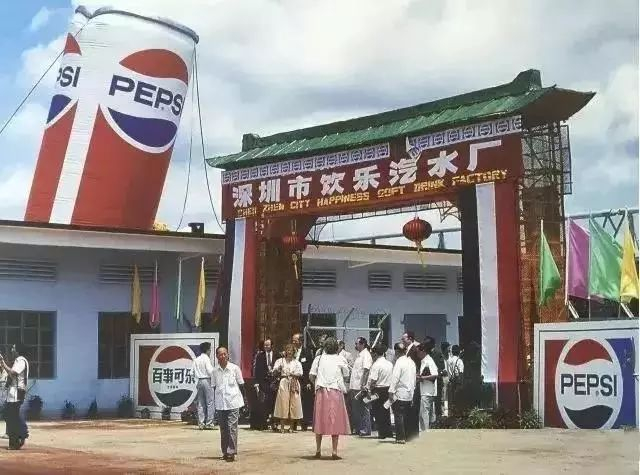 PSI
PEPSI
深圳市饮乐汽水厂
SHEN ZHEN CITY HAPPINESS SOFT DRINK FACTORY
百事可乐
PEPSI